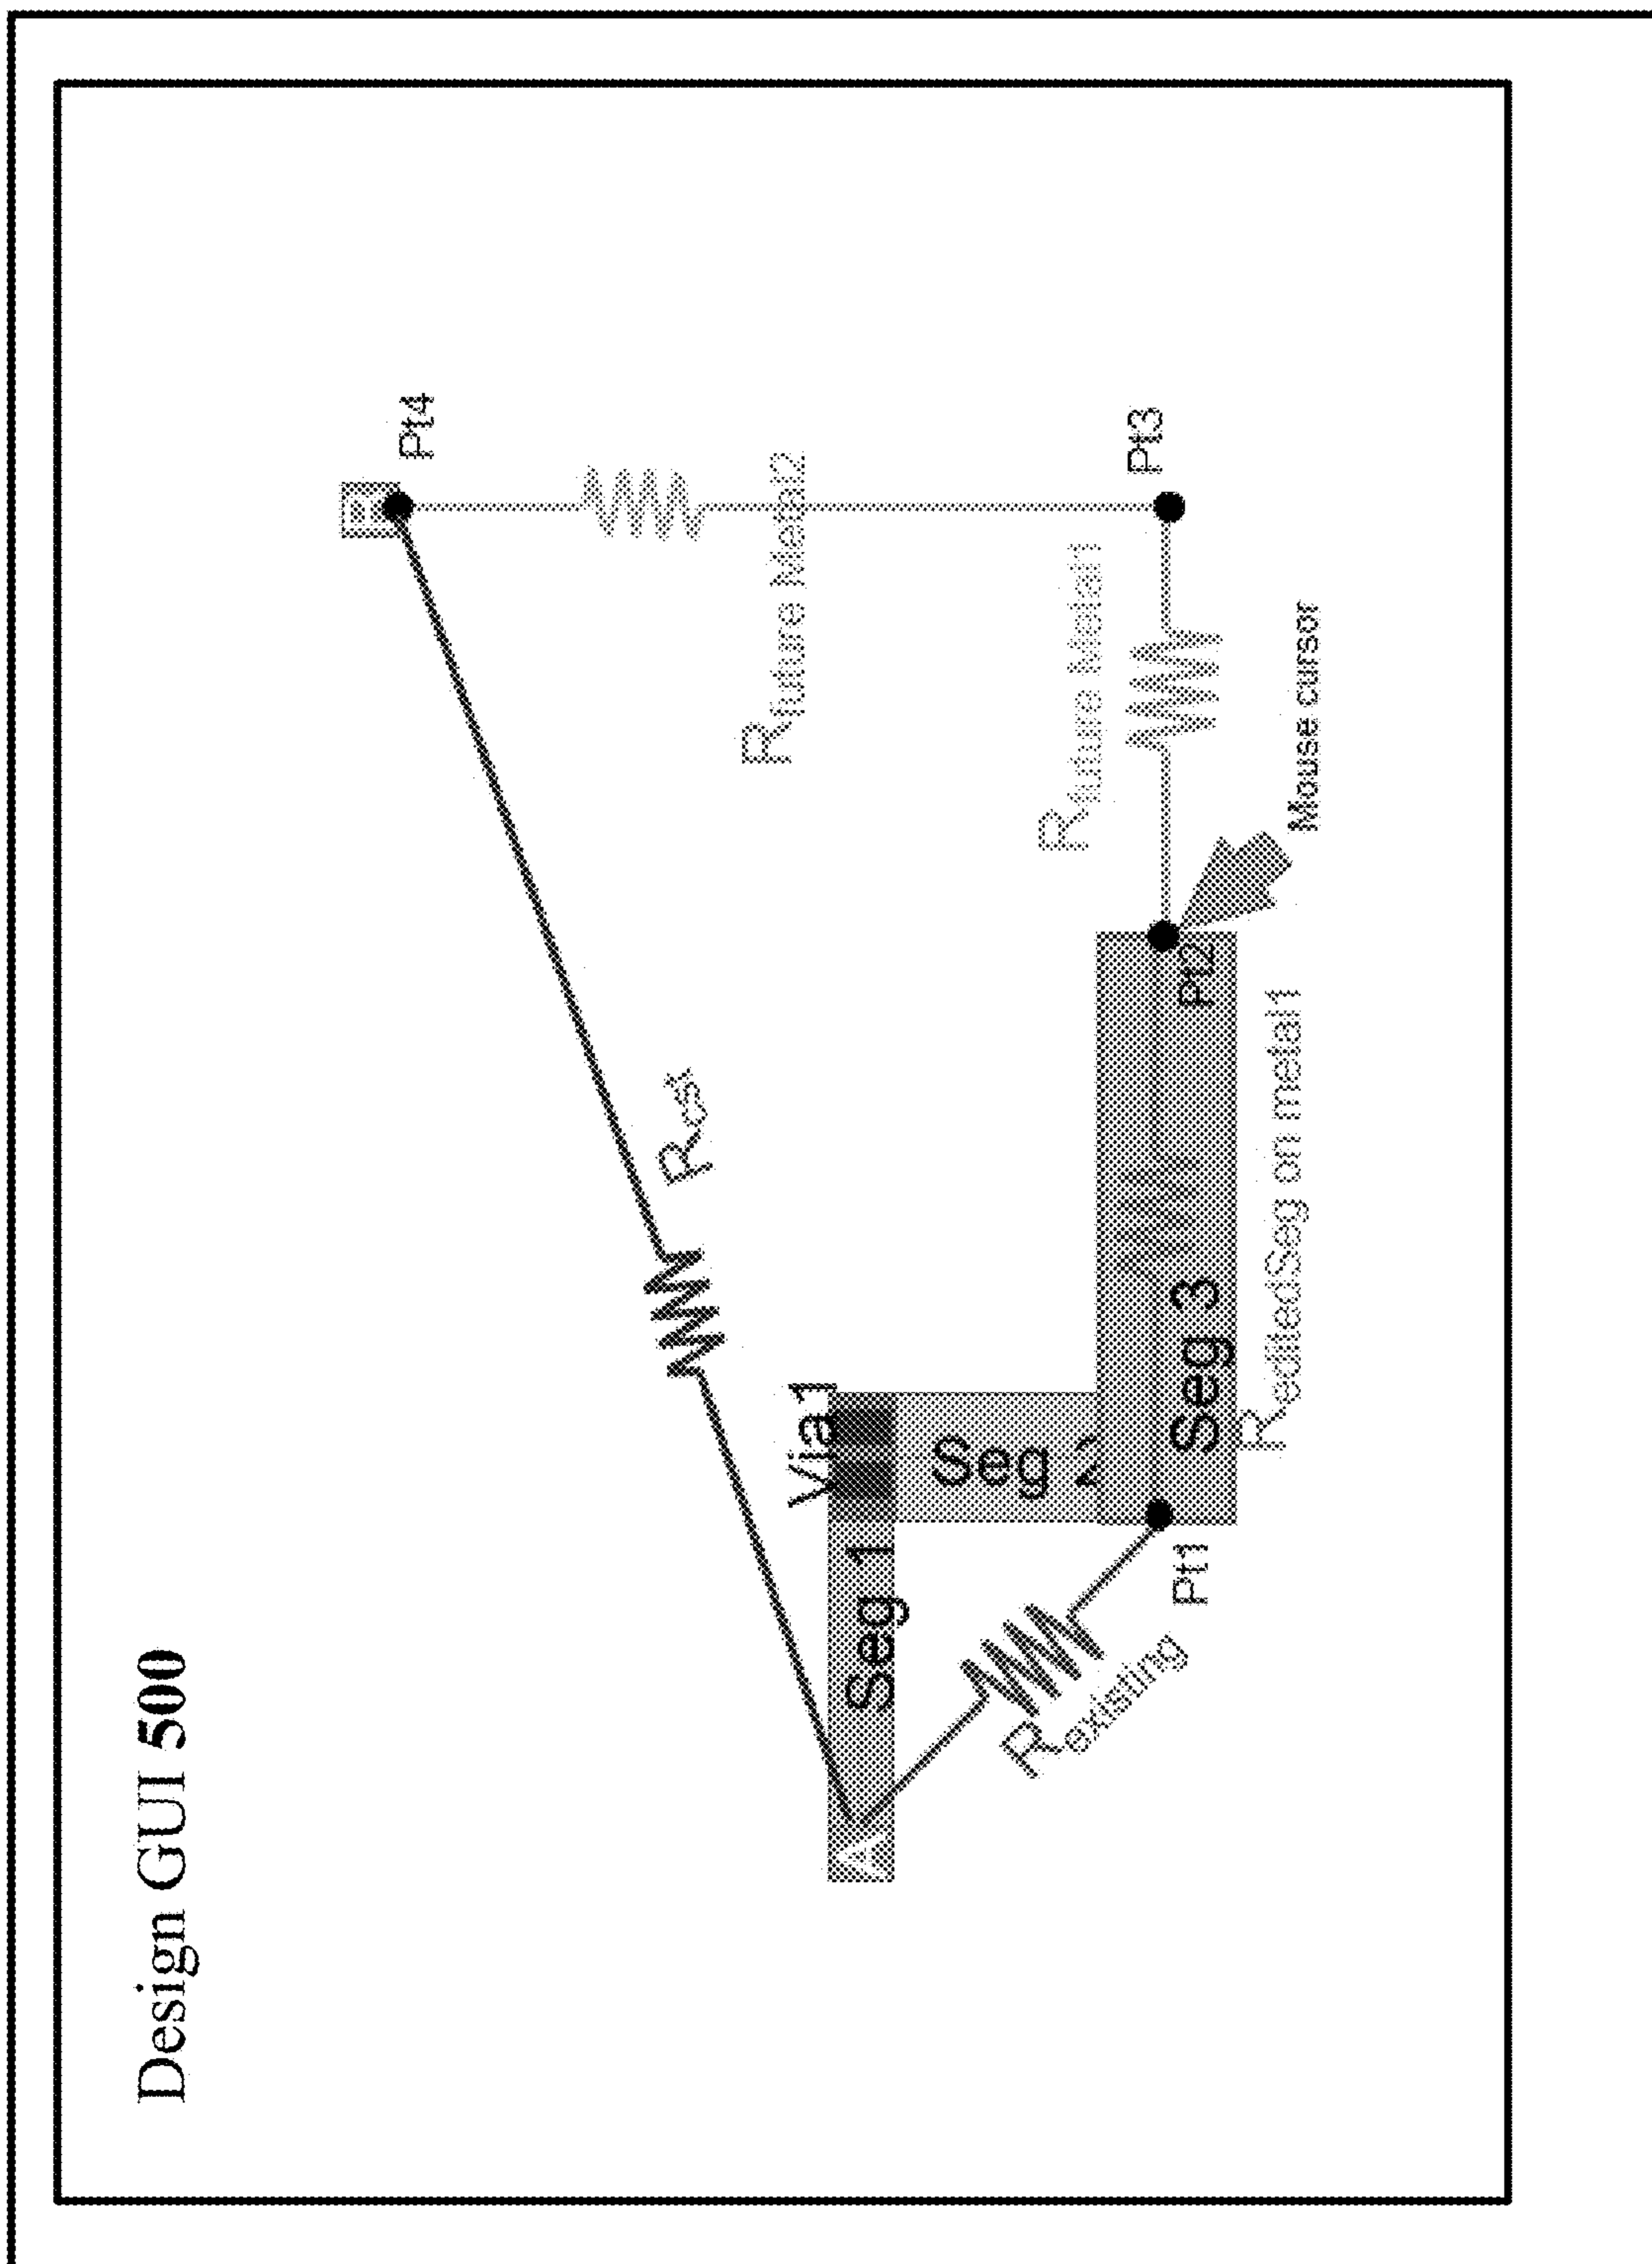 Design GUI 500
B
Pt4
Rcst
Rfuture Metal2
Via1
A
Seg 1
Seg 2
Rfuture Metal1
Pt3
Rexisting
Pt1
Seg 3
Pt2
Mouse cursor
ReditedSeg on metal1